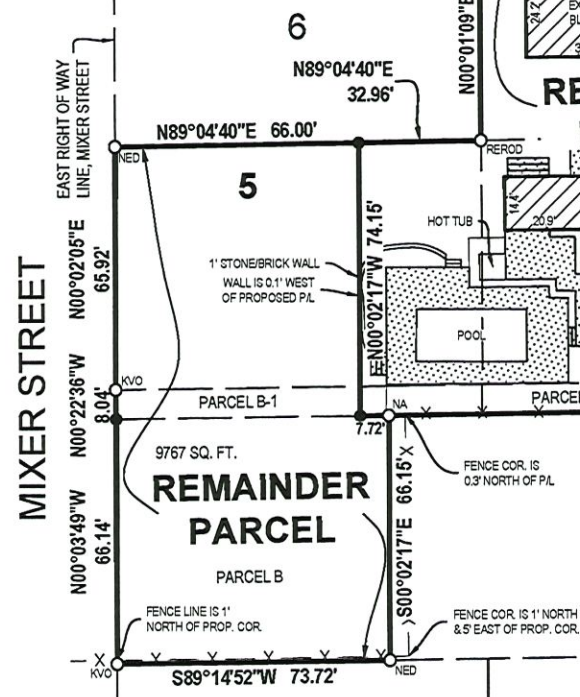 6
N89°04'40"E
32.96'
N00°01'09"E
24.2'
EX
BL
RE
EAST RIGHT OF WAY
LINE, MIXER STREET
N89°04'40"E 66.00'
NED
REROD
5
14.4'
20.9'
HOT TUB
1' STONE/BRICK WALL
WALL IS 0.1' WEST
OF PROPOSED P/L
N00°02'17"W 74.15'
POOL
MIXER STREET
N00°02'05"E
65.92'
KVO
N00°22'36"W
8.04'
PARCEL B-1
PARCEL
NA
7.72'
9767 SQ. FT.
REMAINDER
PARCEL
PARCEL B
FENCE COR. IS
0.3' NORTH OF P/L
S00°02'17"E 66.15'
N00°03'49"W
66.14'
FENCE LINE IS 1'
NORTH OF PROP. COR.
FENCE COR. IS 1' NORTH
& 5' EAST OF PROP. COR.
KVO
S89°14'52"W 73.72'
NED